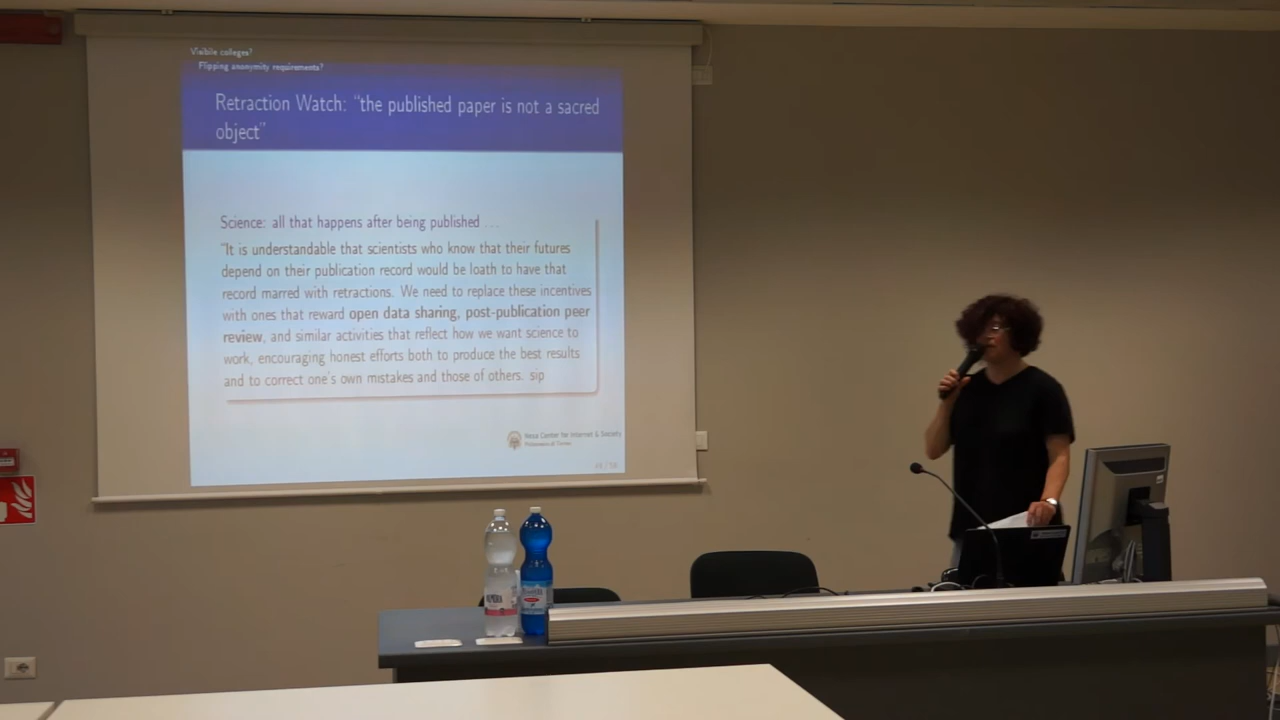 Visibile colleges?
Flipping anonymity requirements?
Retraction Watch: "the published paper is not a sacred
object"
Science: all that happens after being published ...
"It is understandable that scientists who know that their futures
depend on their publication record would be loath to have that
record marred with retractions. We need to replace these incentives
with ones that reward open data sharing, post-publication peer
review, and similar activities that reflect how we want science to
work, encouraging honest efforts both to produce the best results
and to correct one's own mistakes and those of others. sip
Nexa Center for Internet & Society
Politecnico di Torino